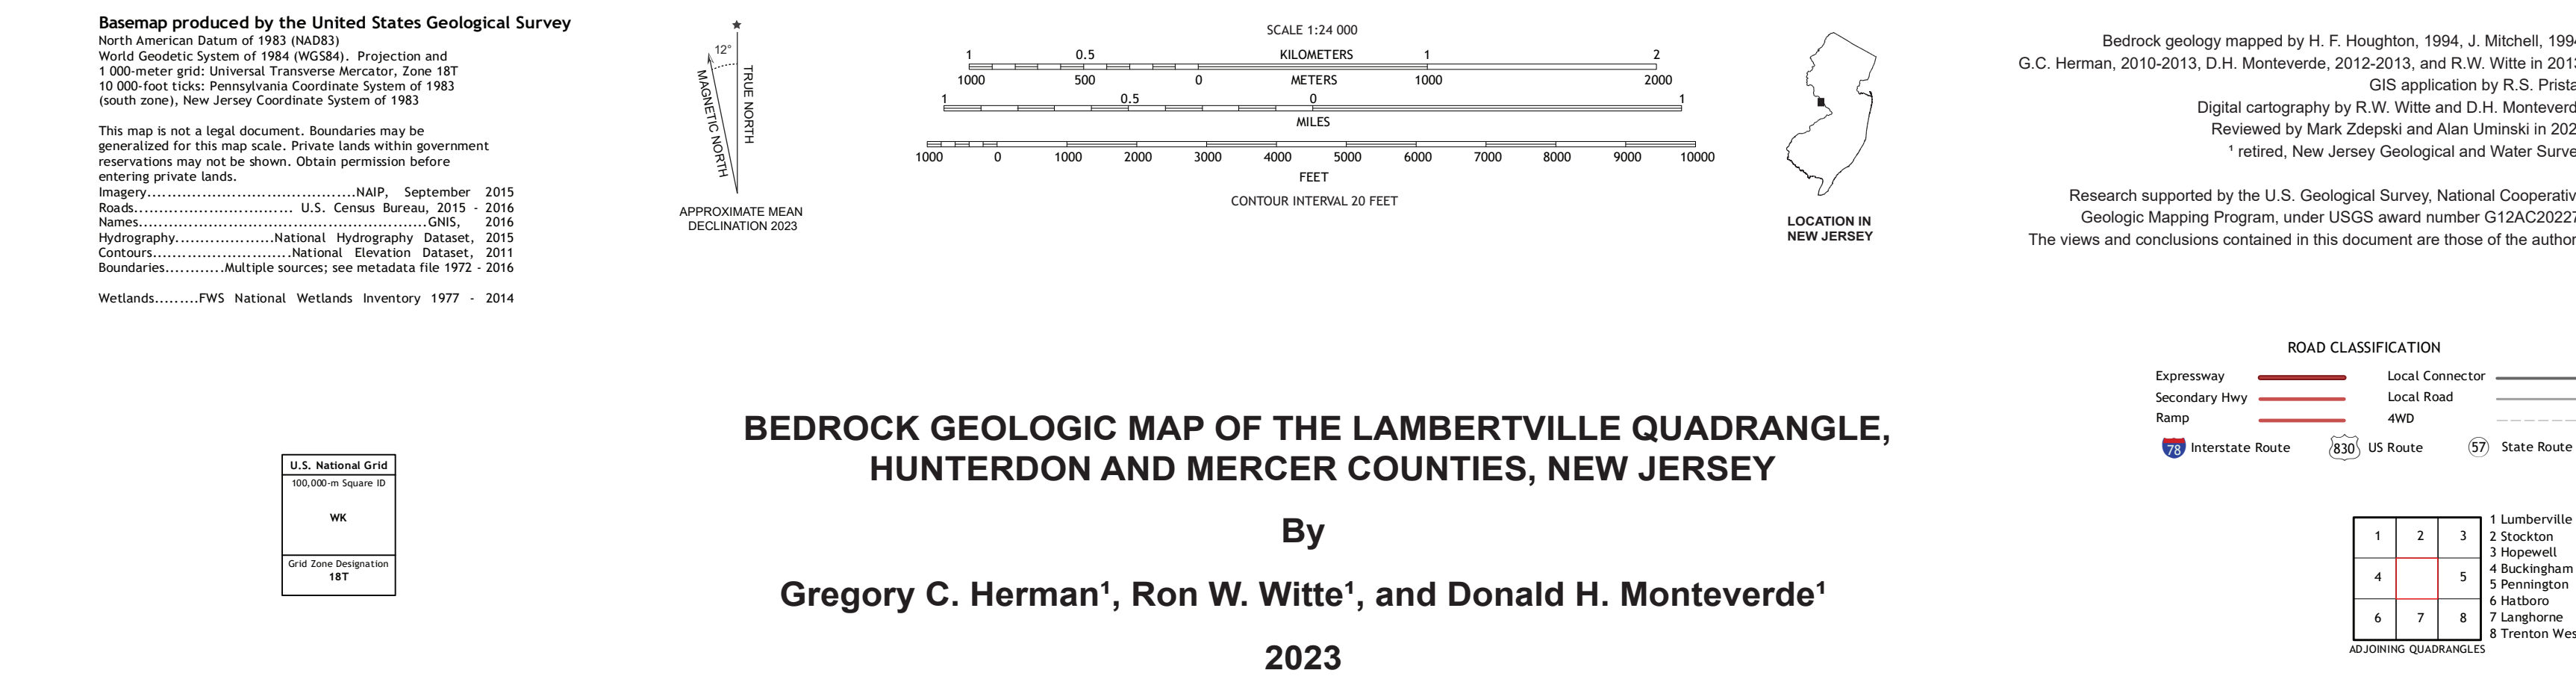 Basemap produced by the United States Geological Survey
North American Datum of 1983 (NAD83)
World Geodetic System of 1984 (WGS84). Projection and
1 000-meter grid: Universal Transverse Mercator, Zone 18T
10 000-foot ticks: Pennsylvania Coordinate System of 1983
(south zone), New Jersey Coordinate System of 1983
This map is not a legal document. Boundaries may be
generalized for this map scale. Private lands within government
reservations may not be shown. Obtain permission before
entering private lands.
Imagery.........................................NAIP, September 2015
Roads................................ U.S. Census Bureau, 2015 - 2016
Names.........................................................GNIS, 2016
Hydrography....................National Hydrography Dataset, 2015
Contours............................National Elevation Dataset, 2011
Boundaries...........Multiple sources; see metadata file 1972 - 2016
Wetlands.........FWS National Wetlands Inventory 1977 - 2014
12°
MAGNETIC NORTH
TRUE NORTH
APPROXIMATE MEAN
DECLINATION 2023
SCALE 1:24 000
1 0.5 KILOMETERS 1 2
1000 500 0 METERS 1000 2000
1 0.5 0 1
MILES
1000 0 1000 2000 3000 4000 5000 6000 7000 8000 9000 10000
FEET
CONTOUR INTERVAL 20 FEET
LOCATION IN
NEW JERSEY
Bedrock geology mapped by H. F. Houghton, 1994, J. Mitchell, 1994
G.C. Herman, 2010-2013, D.H. Monteverde, 2012-2013, and R.W. Witte in 2013
GIS application by R.S.
Digital cartography by R.W. Witte and D.H.
Reviewed by Mark Zdepski and Alan Uminski in
¹ retired, New Jersey Geological and Water
Research supported by the U.S. Geological Survey, National
Geologic Mapping Program, under USGS award number G12AC20227
The views and conclusions contained in this document are those of the
ROAD CLASSIFICATION
Expressway Local Connector
Secondary Hwy Local Road
Ramp 4WD
78 Interstate Route 830 US Route 57 State Route
U.S. National Grid
100,000-m Square ID
WK
Grid Zone Designation
18T
BEDROCK GEOLOGIC MAP OF THE LAMBERTVILLE QUADRANGLE,
HUNTERDON AND MERCER COUNTIES, NEW JERSEY
By
Gregory C. Herman¹, Ron W. Witte¹, and Donald H. Monteverde¹
2023
1 2 3
4 5
6 7 8
1 Lumberville
2 Stockton
3 Hopewell
4 Buckingham
5 Pennington
6 Hatboro
7 Langhorne
8 Trenton
ADJOINING QUADRANGLES